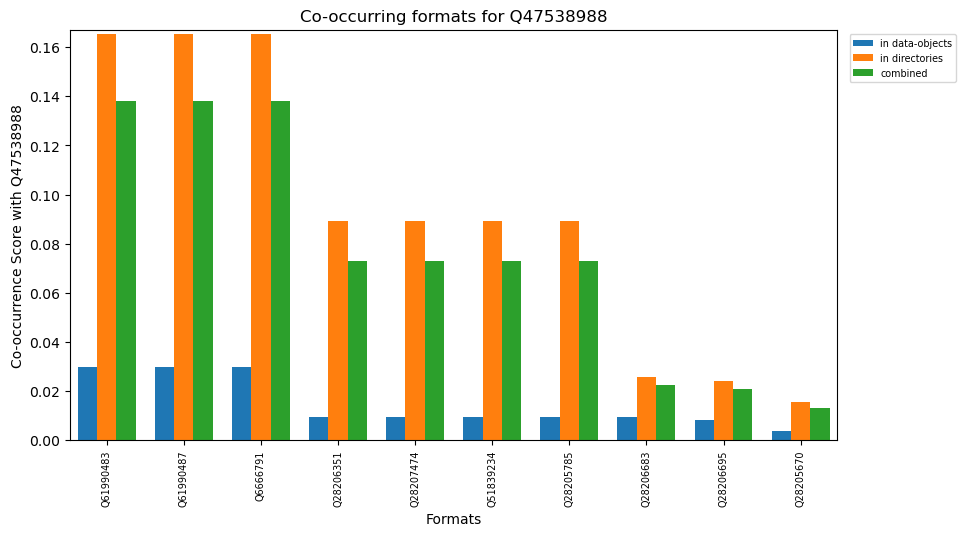 Co-occurring formats for Q47538988
Co-occurrence Score with Q47538988
0.16
0.14
0.12
0.10
0.08
0.06
0.04
0.02
0.00
Q61990483
Q61990487
Q6666791
Q28206351
Q28207474
Q51839234
Q28205785
Q28206683
Q28206695
Q28205670
Formats
in data-objects
in directories
combined